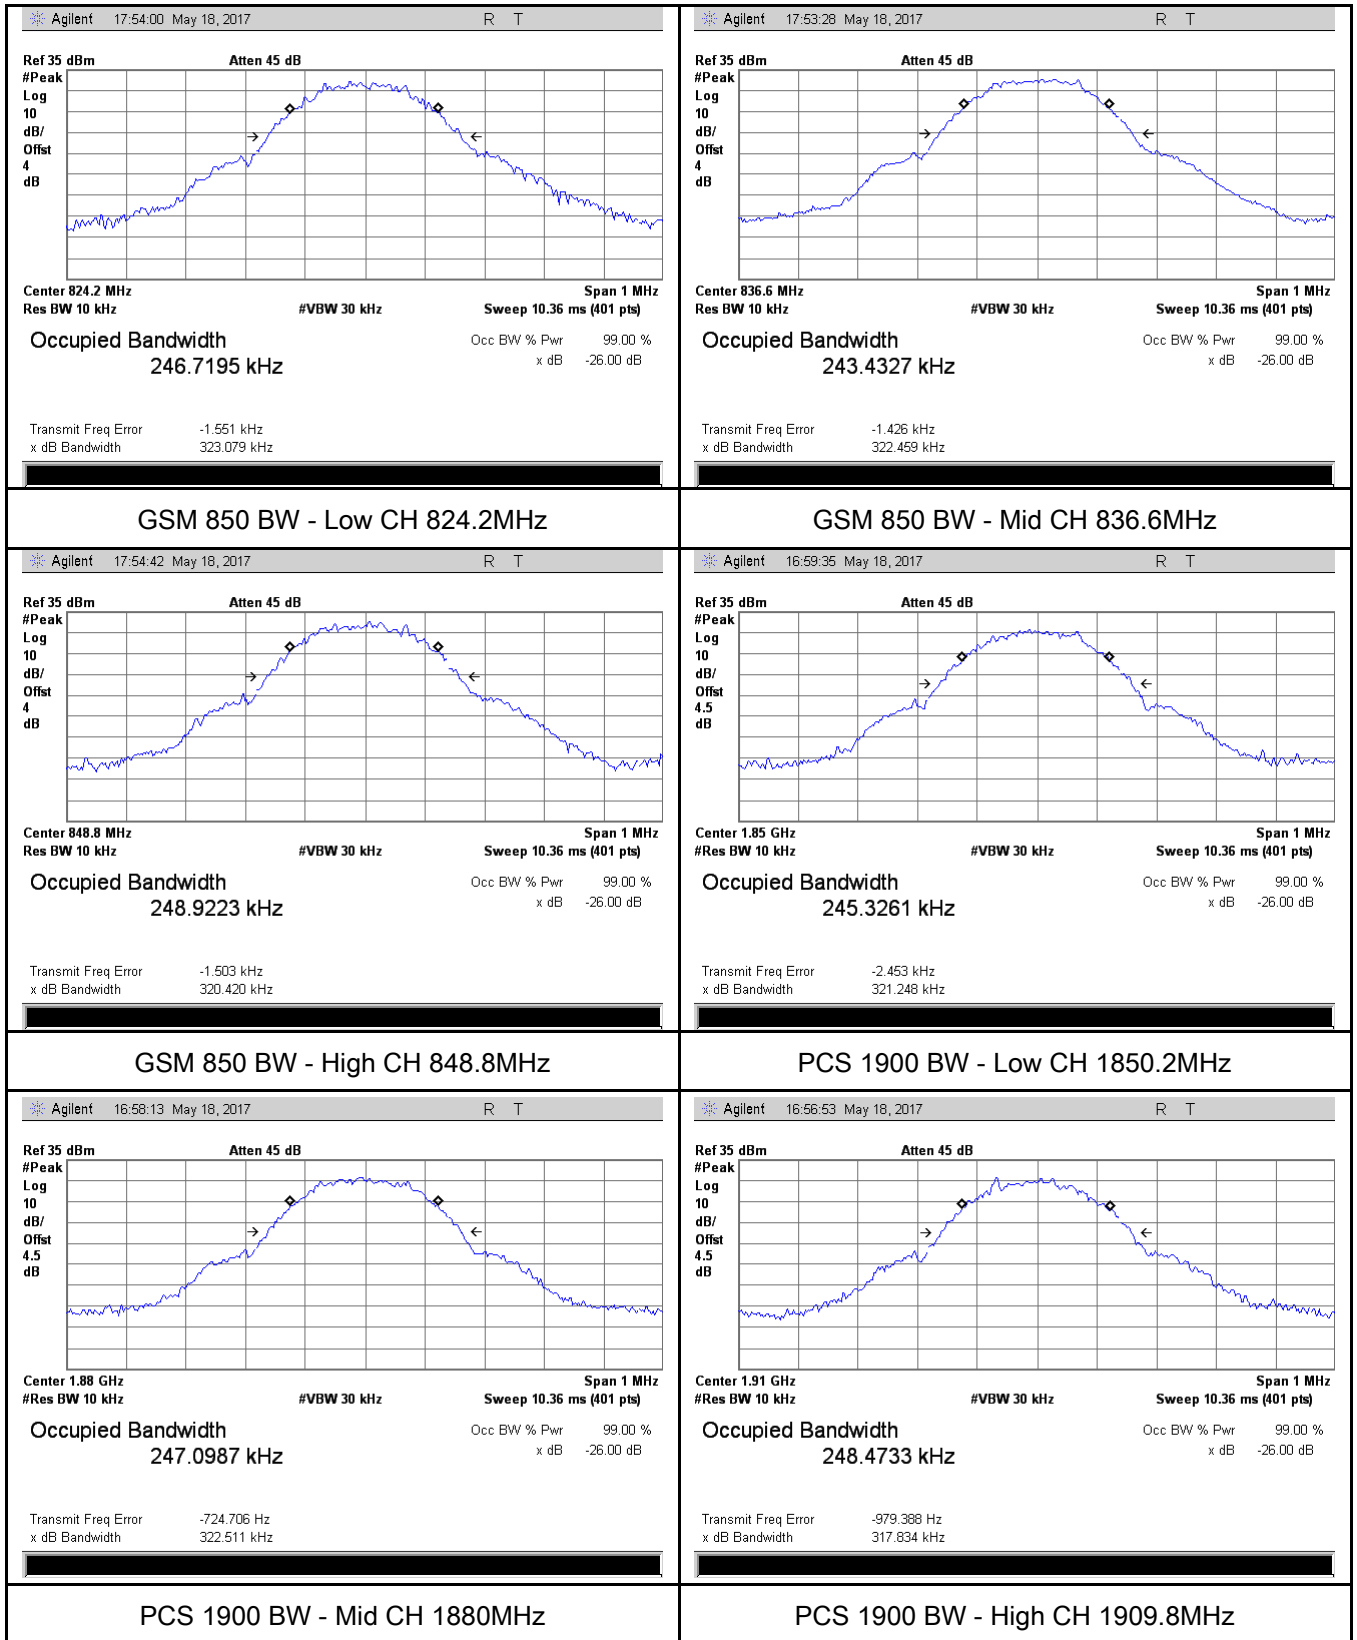 Agilent 17:54:00 May 18, 2017 R T
Ref 35 dBm Atten 45 dB
#Peak
Log
10
dB/
Offst
4
dB
Center 824.2 MHz Span 1 MHz
Res BW 10 kHz #VBW 30 kHz Sweep 10.36 ms (401 pts)
Occupied Bandwidth Occ BW % Pwr 99.00 %
246.7195 kHz x dB -26.00 dB
Transmit Freq Error -1.551 kHz
x dB Bandwidth 323.079 kHz
GSM 850 BW - Low CH 824.2MHz
Agilent 17:53:28 May 18, 2017 R T
Ref 35 dBm Atten 45 dB
#Peak
Log
10
dB/
Offst
4
dB
Center 836.6 MHz Span 1 MHz
Res BW 10 kHz #VBW 30 kHz Sweep 10.36 ms (401 pts)
Occupied Bandwidth Occ BW % Pwr 99.00 %
243.4327 kHz x dB -26.00 dB
Transmit Freq Error -1.426 kHz
x dB Bandwidth 322.459 kHz
GSM 850 BW - Mid CH 836.6MHz
Agilent 17:54:42 May 18, 2017 R T
Ref 35 dBm Atten 45 dB
#Peak
Log
10
dB/
Offst
4
dB
Center 848.8 MHz Span 1 MHz
Res BW 10 kHz #VBW 30 kHz Sweep 10.36 ms (401 pts)
Occupied Bandwidth Occ BW % Pwr 99.00 %
248.9223 kHz x dB -26.00 dB
Transmit Freq Error -1.503 kHz
x dB Bandwidth 320.420 kHz
GSM 850 BW - High CH 848.8MHz
Agilent 16:59:35 May 18, 2017 R T
Ref 35 dBm Atten 45 dB
#Peak
Log
10
dB/
Offst
4.5
dB
Center 1.85 GHz Span 1 MHz
#Res BW 10 kHz #VBW 30 kHz Sweep 10.36 ms (401 pts)
Occupied Bandwidth Occ BW % Pwr 99.00 %
245.3261 kHz x dB -26.00 dB
Transmit Freq Error -2.453 kHz
x dB Bandwidth 321.248 kHz
PCS 1900 BW - Low CH 1850.2MHz
Agilent 16:58:13 May 18, 2017 R T
Ref 35 dBm Atten 45 dB
#Peak
Log
10
dB/
Offst
4.5
dB
Center 1.88 GHz Span 1 MHz
#Res BW 10 kHz #VBW 30 kHz Sweep 10.36 ms (401 pts)
Occupied Bandwidth Occ BW % Pwr 99.00 %
247.0987 kHz x dB -26.00 dB
Transmit Freq Error -724.706 Hz
x dB Bandwidth 322.511 kHz
PCS 1900 BW - Mid CH 1880MHz
Agilent 16:56:53 May 18, 2017 R T
Ref 35 dBm Atten 45 dB
#Peak
Log
10
dB/
Offst
4.5
dB
Center 1.91 GHz Span 1 MHz
#Res BW 10 kHz #VBW 30 kHz Sweep 10.36 ms (401 pts)
Occupied Bandwidth Occ BW % Pwr 99.00 %
248.4733 kHz x dB -26.00 dB
Transmit Freq Error -979.388 Hz
x dB Bandwidth 317.834 kHz
PCS 1900 BW - High CH 1909.8MHz